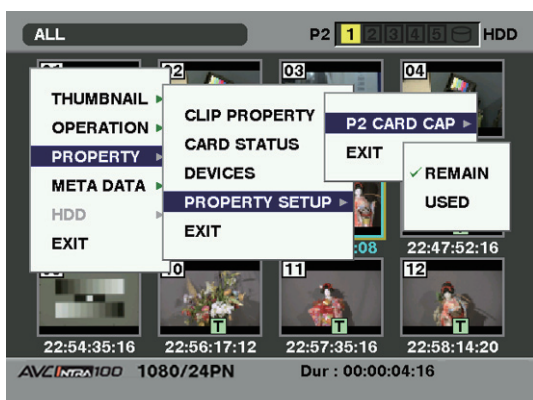 ALL
P2 1 2 3 4 5 HDD
02
03
04
THUMBNAIL
OPERATION
PROPERTY
META DATA
HDD
EXIT
CLIP PROPERTY
CARD STATUS
DEVICES
PROPERTY SETUP
EXIT
P2 CARD CAP
EXIT
✓ REMAIN
USED
:08
T
22:47:52:16
10
11
12
T
T
T
22:54:35:16
22:56:17:12
22:57:35:16
22:58:14:20
AVC INTRA 100 1080/24PN Dur : 00:00:04:16